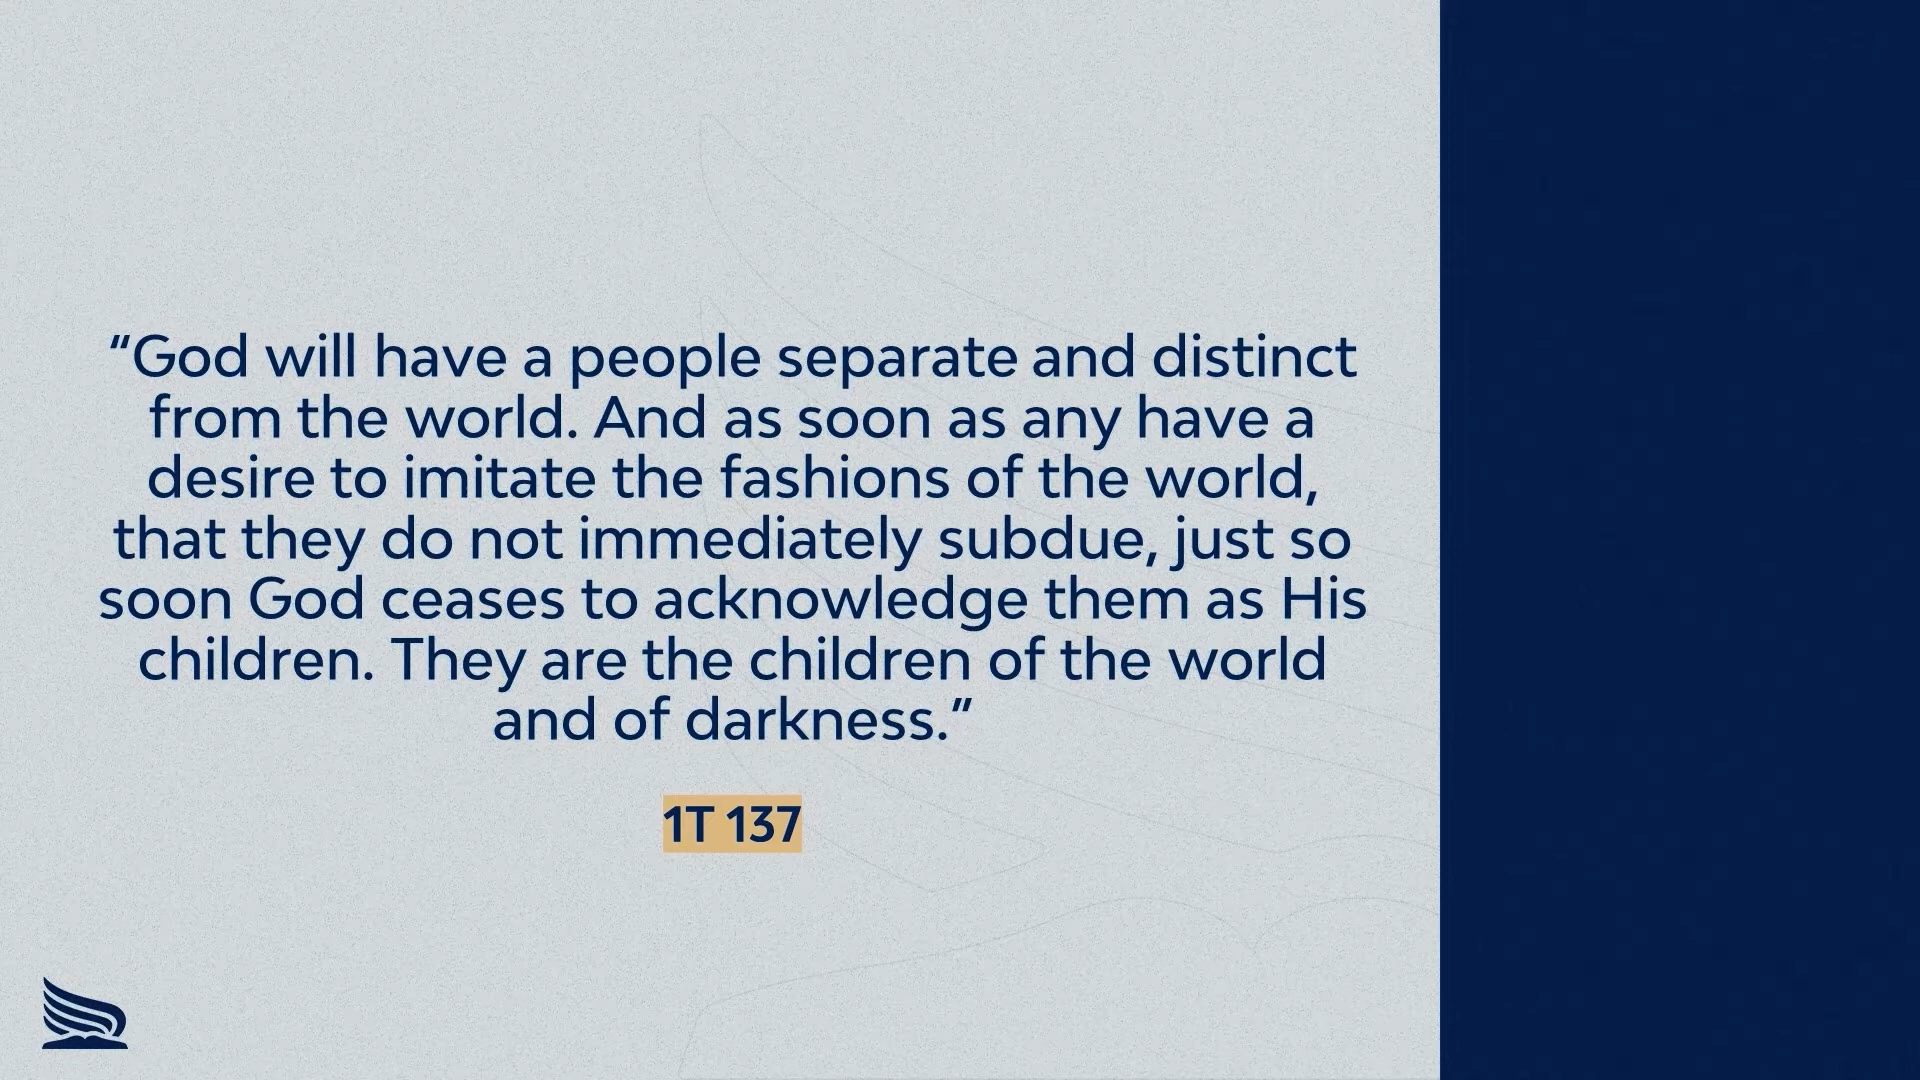 “God will have a people separate and distinct
from the world. And as soon as any have a
desire to imitate the fashions of the world,
that they do not immediately subdue, just so
soon God ceases to acknowledge them as His
children. They are the children of the world
and of darkness.”
1T 137